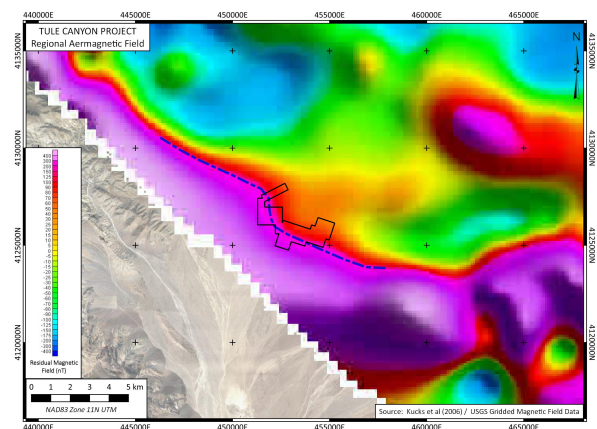 440000E 445000E 450000E 455000E 460000E 465000E
TULE CANYON PROJECT
Regional Aermagnetic Field
N
4135000N 4135000N
4130000N 4130000N
4125000N 4125000N
4120000N 4120000N
Residual Magnetic
Field (nT)
0 1 2 3 4 5 km
NAD83 Zone 11N UTM
Source: Kucks et al (2006) / USGS Gridded Magnetic Field Data
440000E 445000E 450000E 455000E 460000E 465000E